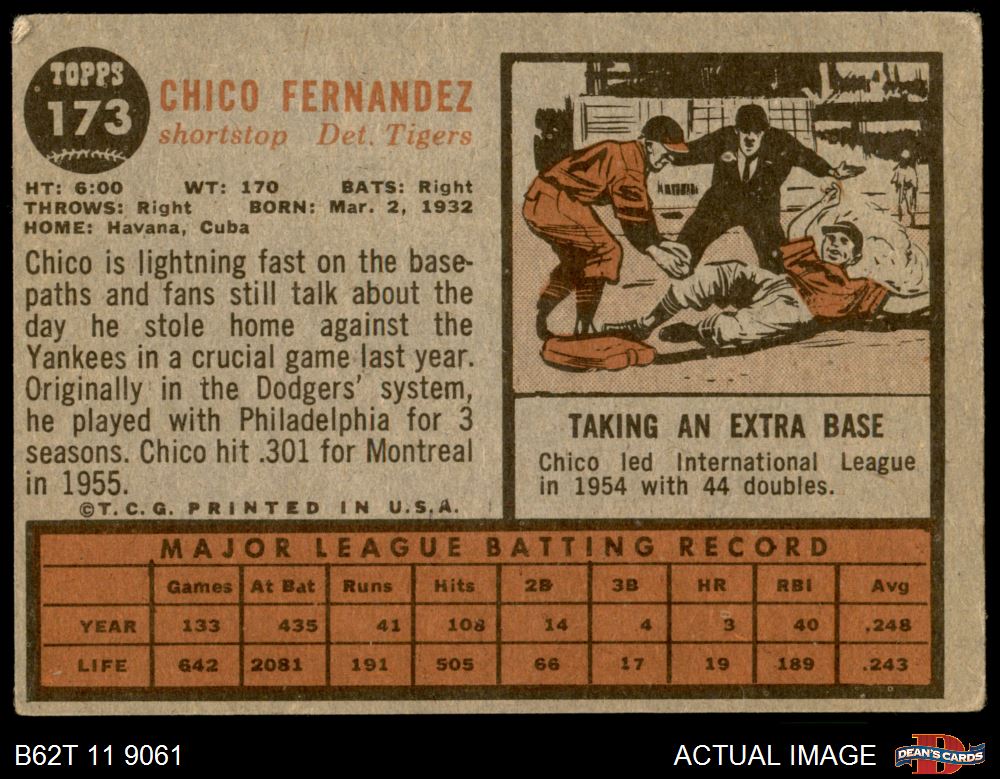 TOPPS
173
CHICO FERNANDEZ
shortstop Det. Tigers
HT: 6:00 WT: 170 BATS: Right
THROWS: Right BORN: Mar. 2, 1932
HOME: Havana, Cuba
Chico is lightning fast on the base-
paths and fans still talk about the
day he stole home against the
Yankees in a crucial game last year.
Originally in the Dodgers' system,
he played with Philadelphia for 3
seasons. Chico hit .301 for Montreal
in 1955.
©T.C.G. PRINTED IN U.S.A.
TAKING AN EXTRA BASE
Chico led International League
in 1954 with 44 doubles.
MAJOR LEAGUE BATTING RECORD
Games At Bat Runs Hits 2B 3B HR RBI Avg
YEAR 133 435 41 108 14 4 3 40 .248
LIFE 642 2081 191 505 66 17 19 189 .243
B62T 11 9061 ACTUAL IMAGE DEAN'S CARDS